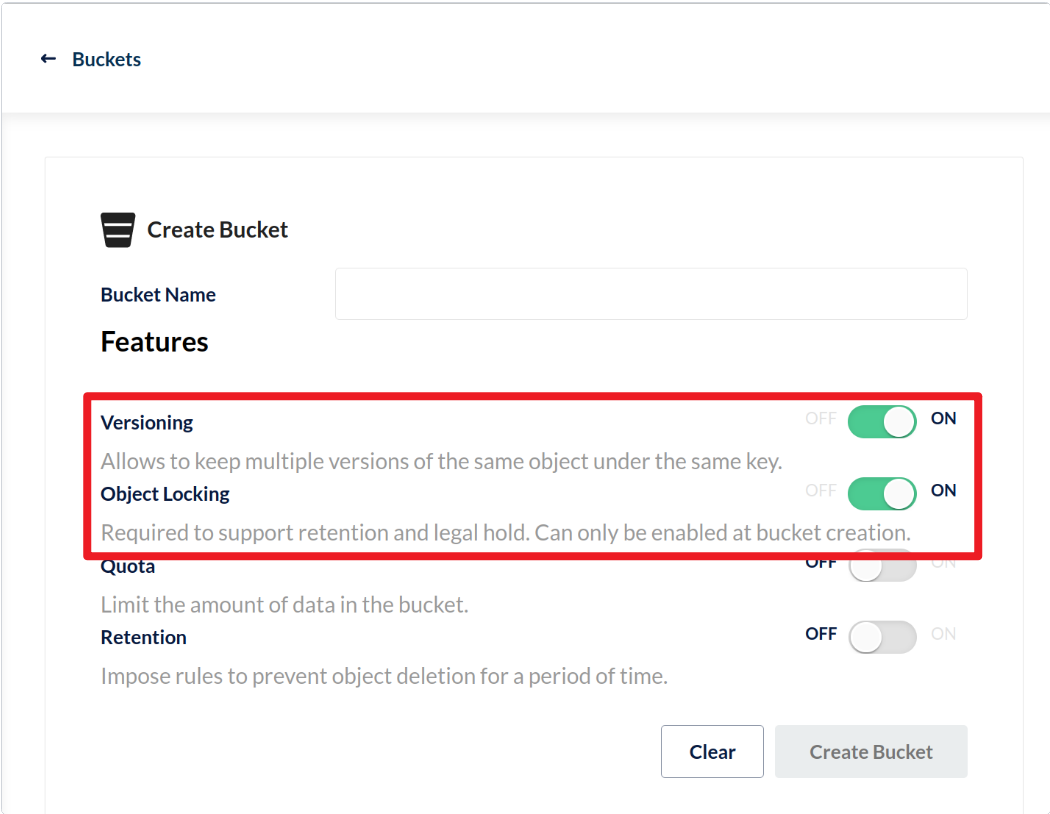 ← Buckets
Create Bucket
Bucket Name
Features
Versioning OFF ON
Allows to keep multiple versions of the same object under the same key.
Object Locking OFF ON
Required to support retention and legal hold. Can only be enabled at bucket creation.
Quota OFF ON
Limit the amount of data in the bucket.
Retention OFF ON
Impose rules to prevent object deletion for a period of time.
Clear Create Bucket